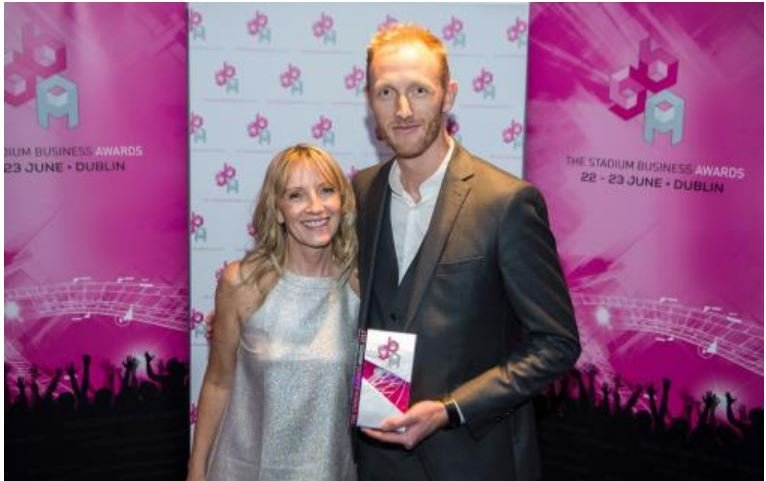 DIUM BUSINESS AWARDS
23 JUNE • DUBLIN
THE STADIUM BUSINESS AWARDS
22 - 23 JUNE • DUBLIN